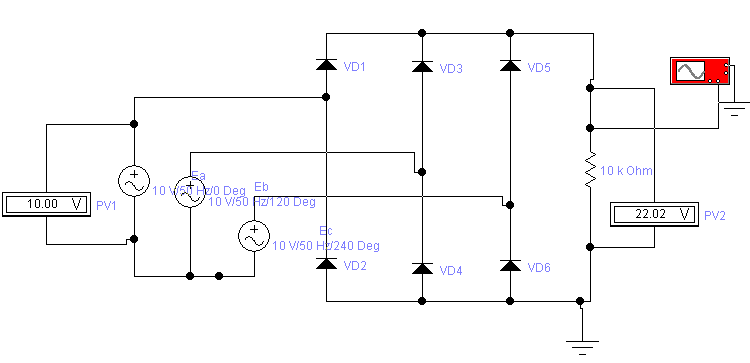 VD1
VD3
VD5
Ea
10 V/50 Hz/0 Deg
10 k Ohm
Eb
10 V/50 Hz/120 Deg
10.00 V
PV1
22.02 V
PV2
Ec
10 V/50 Hz/240 Deg
VD2
VD4
VD6